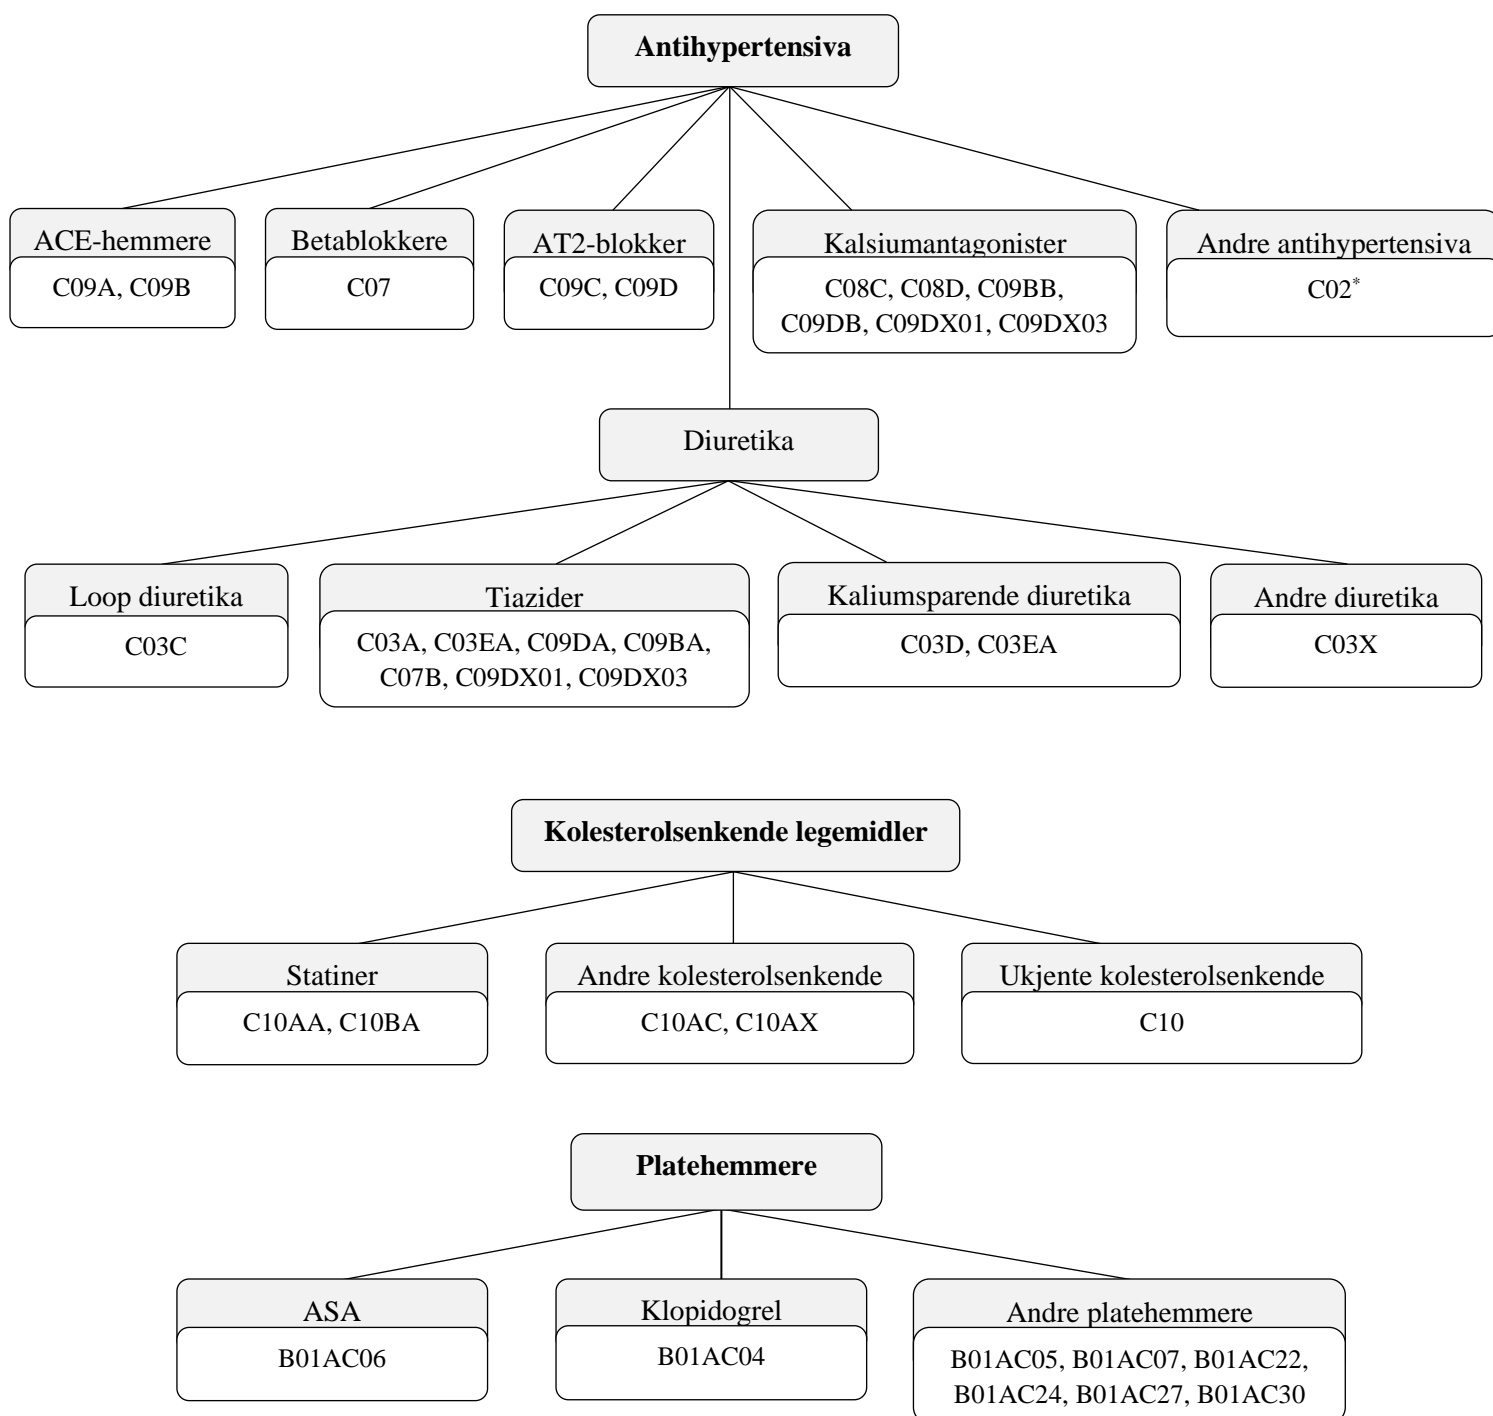 Antihypertensiva
ACE-hemmere
C09A, C09B
Betablokkere
C07
AT2-blokker
C09C, C09D
Kalsiumantagonister
C08C, C08D, C09BB,
C09DB, C09DX01, C09DX03
Andre antihypertensiva
C02*
Diuretika
Loop diuretika
C03C
Tiazider
C03A, C03EA, C09DA, C09BA,
C07B, C09DX01, C09DX03
Kaliumsparende diuretika
C03D, C03EA
Andre diuretika
C03X
Kolesterolsenkende legemidler
Statiner
C10AA, C10BA
Andre kolesterolsenkende
C10AC, C10AX
Ukjente kolesterolsenkende
C10
Platehemmere
ASA
B01AC06
Klopidogrel
B01AC04
Andre platehemmere
B01AC05, B01AC07, B01AC22,
B01AC24, B01AC27, B01AC30